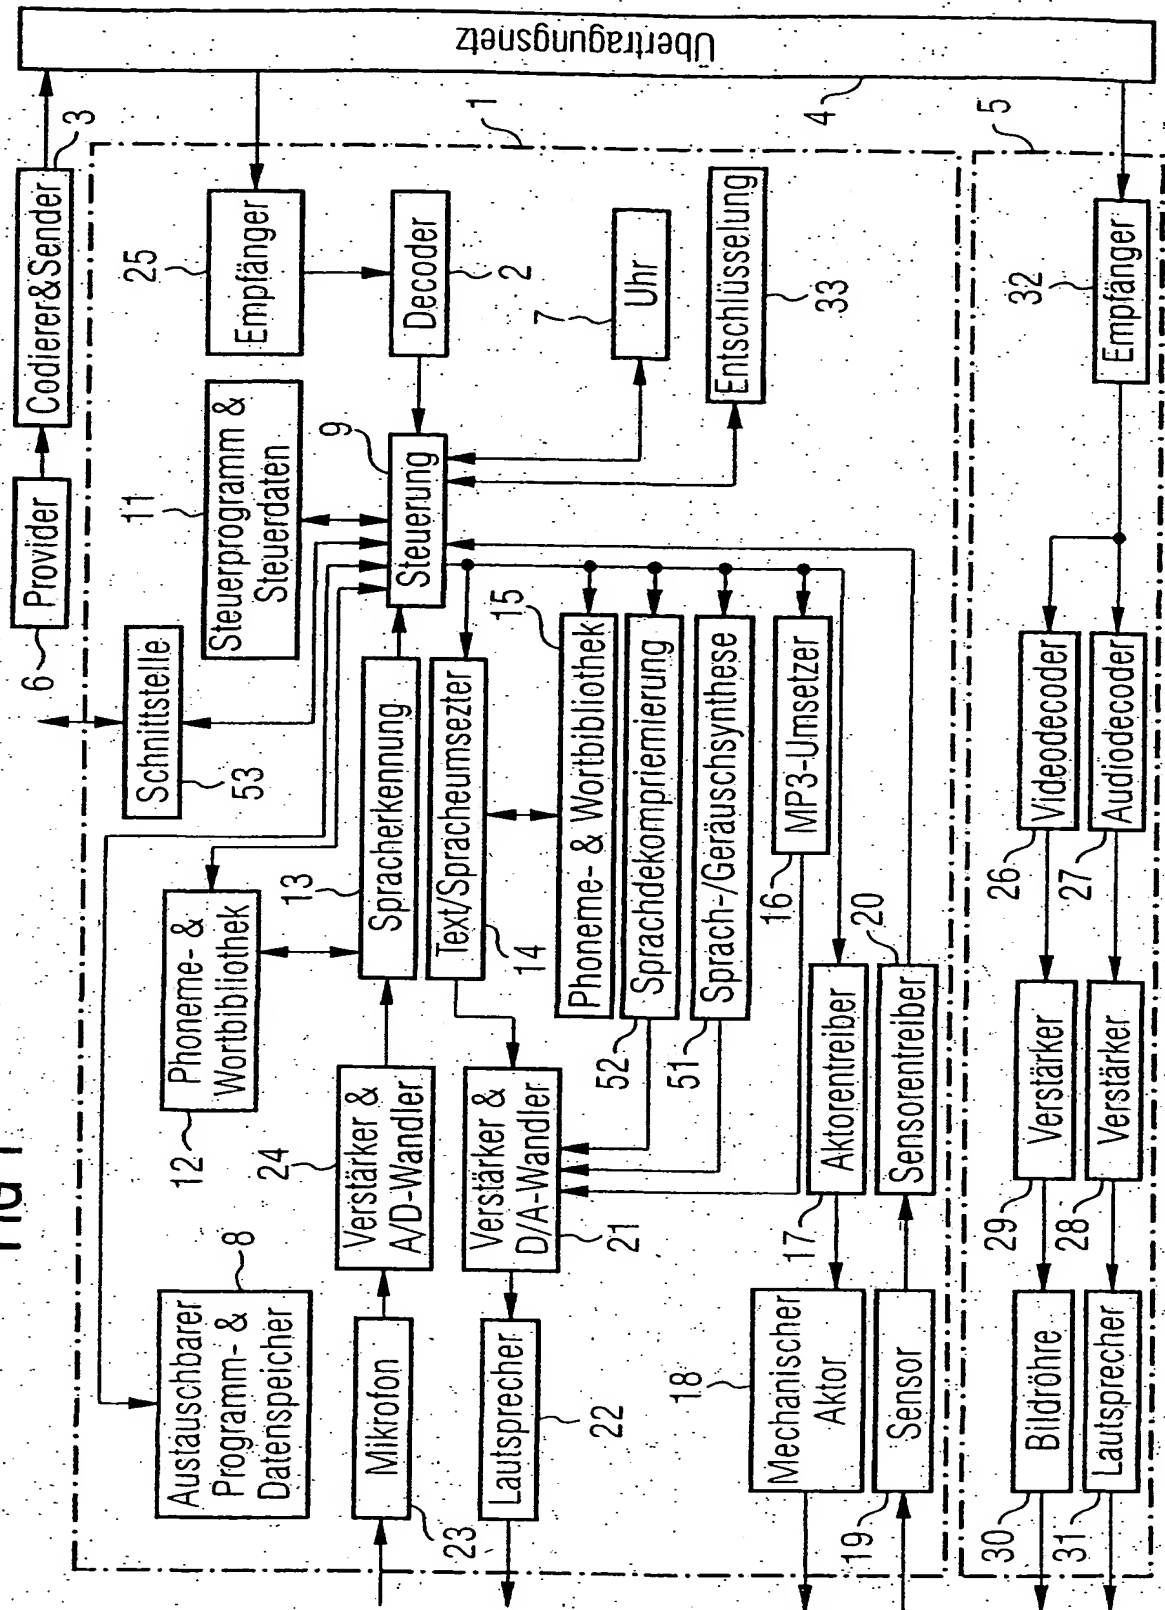 6
Provider
Codierer&Sender
3
Übertragungsnetz
4
1
5
Austauschbarer
Programm- &
Datenspeicher
8
Phoneme- &
Wortbibliothek
12
Schnittstelle
53
Steuerprogramm &
Steuerdaten
11
Empfänger
25
Mikrofon
23
Verstärker &
A/D-Wandler
24
Spracherkennung
13
Steuerung
9
Decoder
2
Lautsprecher
22
Verstärker &
D/A-Wandler
21
Text/Spracheumsezter
14
Phoneme- & Wortbibliothek
15
Sprachdekompriemierung
52
Sprach-/Geräuschsynthese
51
Uhr
7
Entschlüsselung
33
MP3-Umsetzer
16
Mechanischer
Aktor
18
Aktorentreiber
17
Sensor
19
Sensorentreiber
20
Bildröhre
30
Verstärker
29
Videodecoder
26
Lautsprecher
31
Verstärker
28
Audiodecoder
27
Empfänger
32